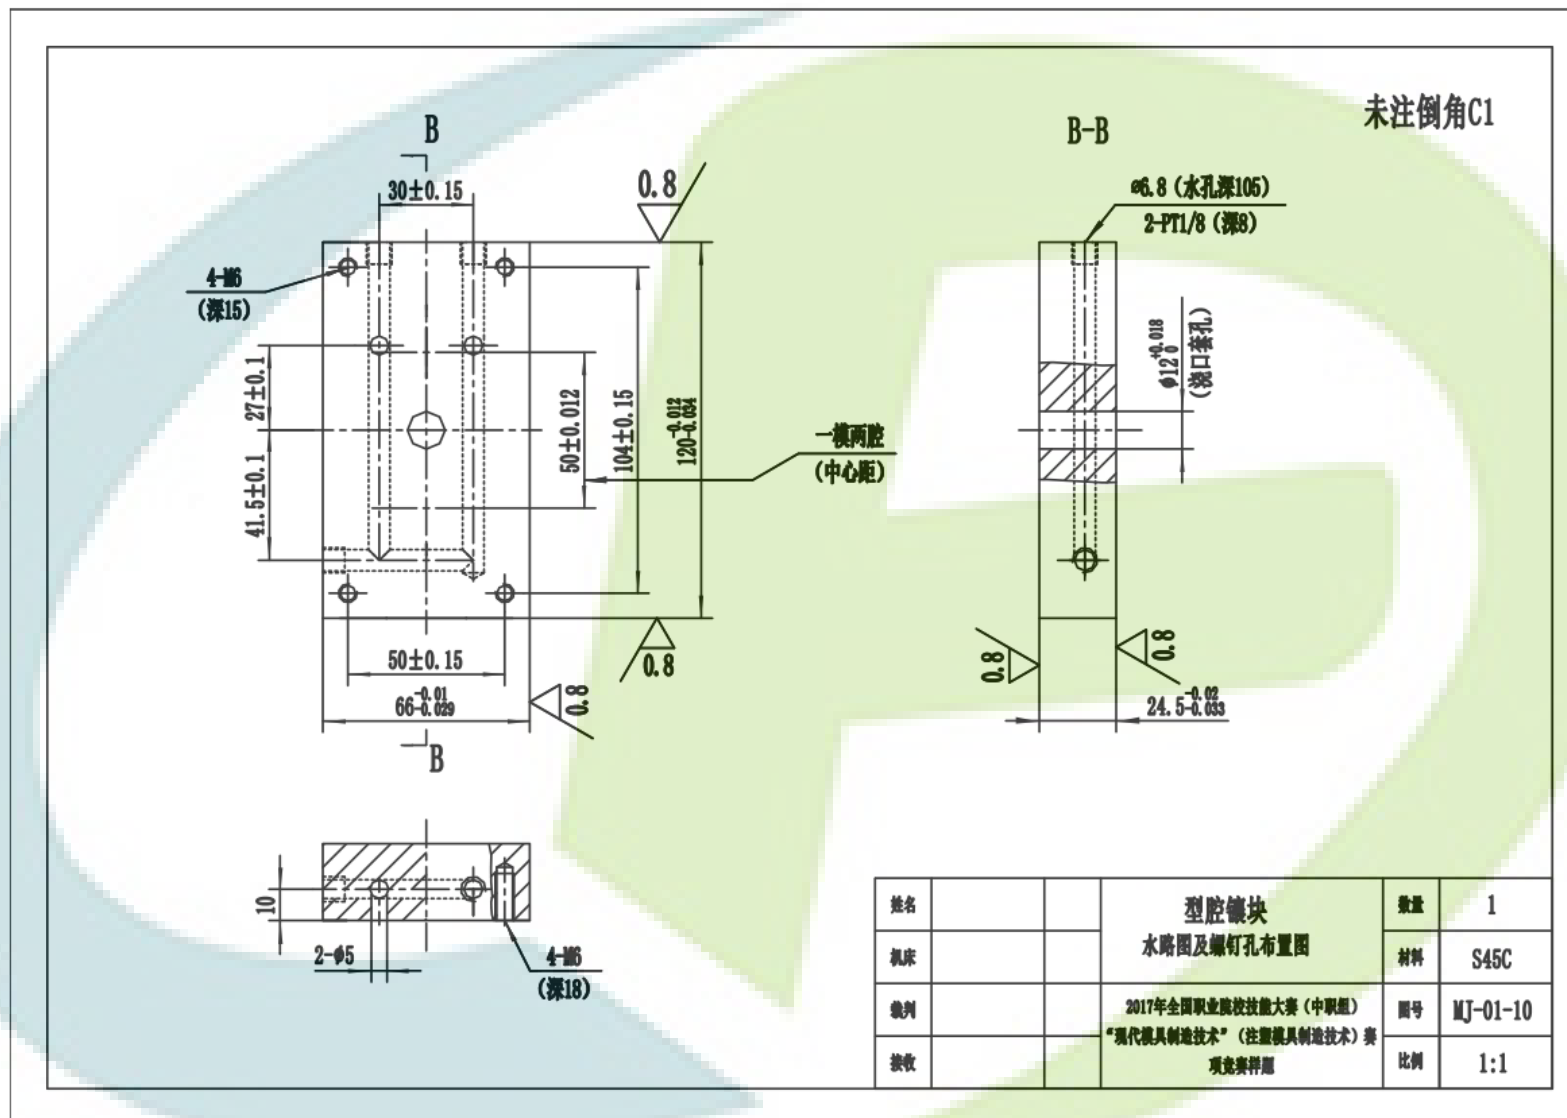 未注倒角C1
B
B-B
30±0.15
0.8
ø6.8 (水孔深105)
2-PT1/8 (深8)
4-M6
(深15)
27±0.1
41.5±0.1
50±0.012
104±0.15
120 -0.012 -0.034
一模两腔
(中心距)
ø12 +0.018 0
(浇口套孔)
50±0.15
0.8
66 -0.01 -0.029
0.8
B
0.8
0.8
24.5 -0.02 -0.033
10
2-ø5
4-M6
(深18)
姓名
型腔镶块
数量
1
机床
水路图及螺钉孔布置图
材料
S45C
裁判
2017年全国职业院校技能大赛（中职组）
图号
MJ-01-10
“现代模具制造技术”（注塑模具制造技术）赛
接收
项竞赛样题
比例
1:1